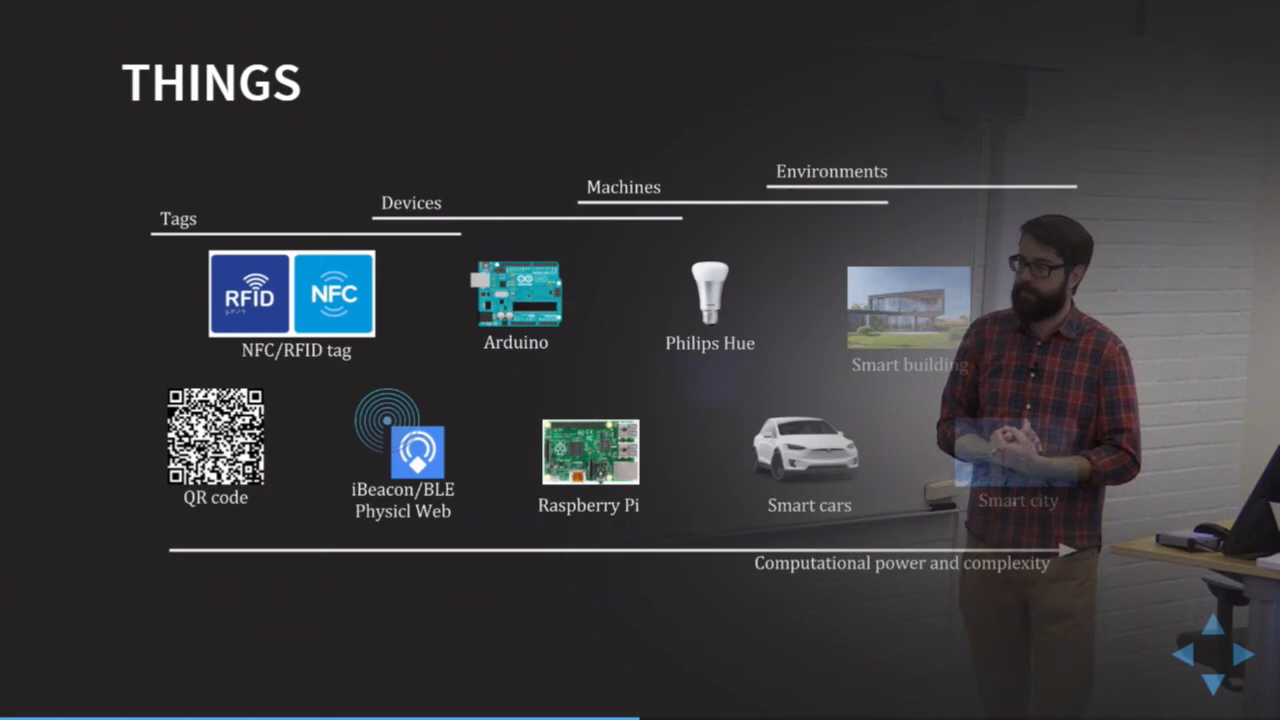 THINGS
Environments
Machines
Devices
Tags
RFID
NFC
NFC/RFID tag
Arduino
Philips Hue
Smart building
QR code
iBeacon/BLE
Physicl Web
Raspberry Pi
Smart cars
Smart city
Computational power and complexity